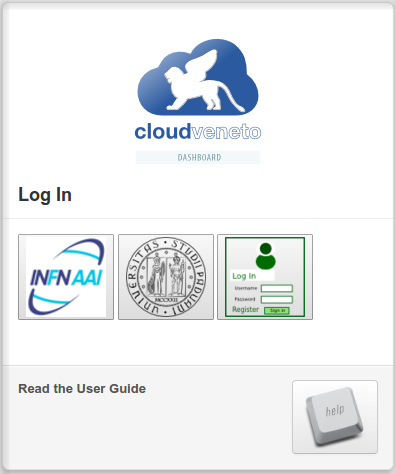 cloudveneto
DASHBOARD
Log In
INFN AAI
UNIVERSITAS STUDII PADUANI
MCCXXII
Log In
Username
Password
Register Sign In
Read the User Guide
help